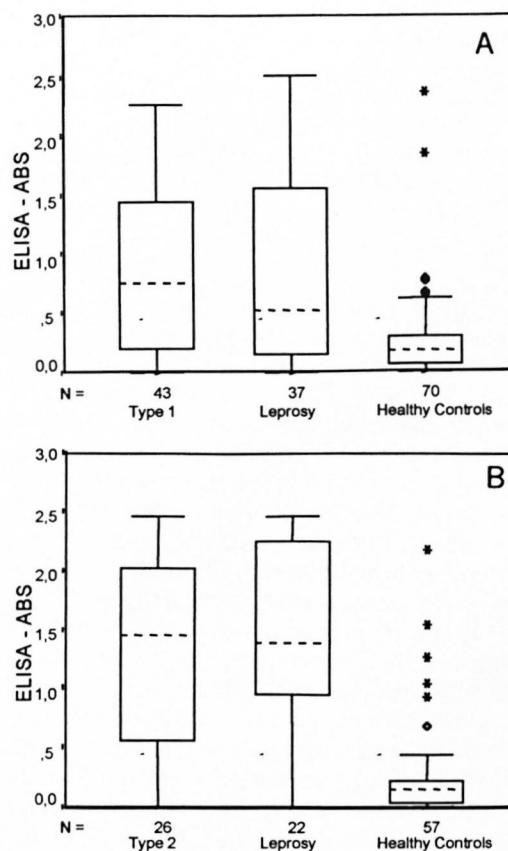 A
3,0
2,5
2,0
1,5
1,0
,5
0,0
ELISA - ABS
N = 43 37 70
Type 1 Leprosy Healthy Controls
B
3,0
2,5
2,0
1,5
1,0
,5
0,0
ELISA - ABS
N = 26 22 57
Type 2 Leprosy Healthy Controls